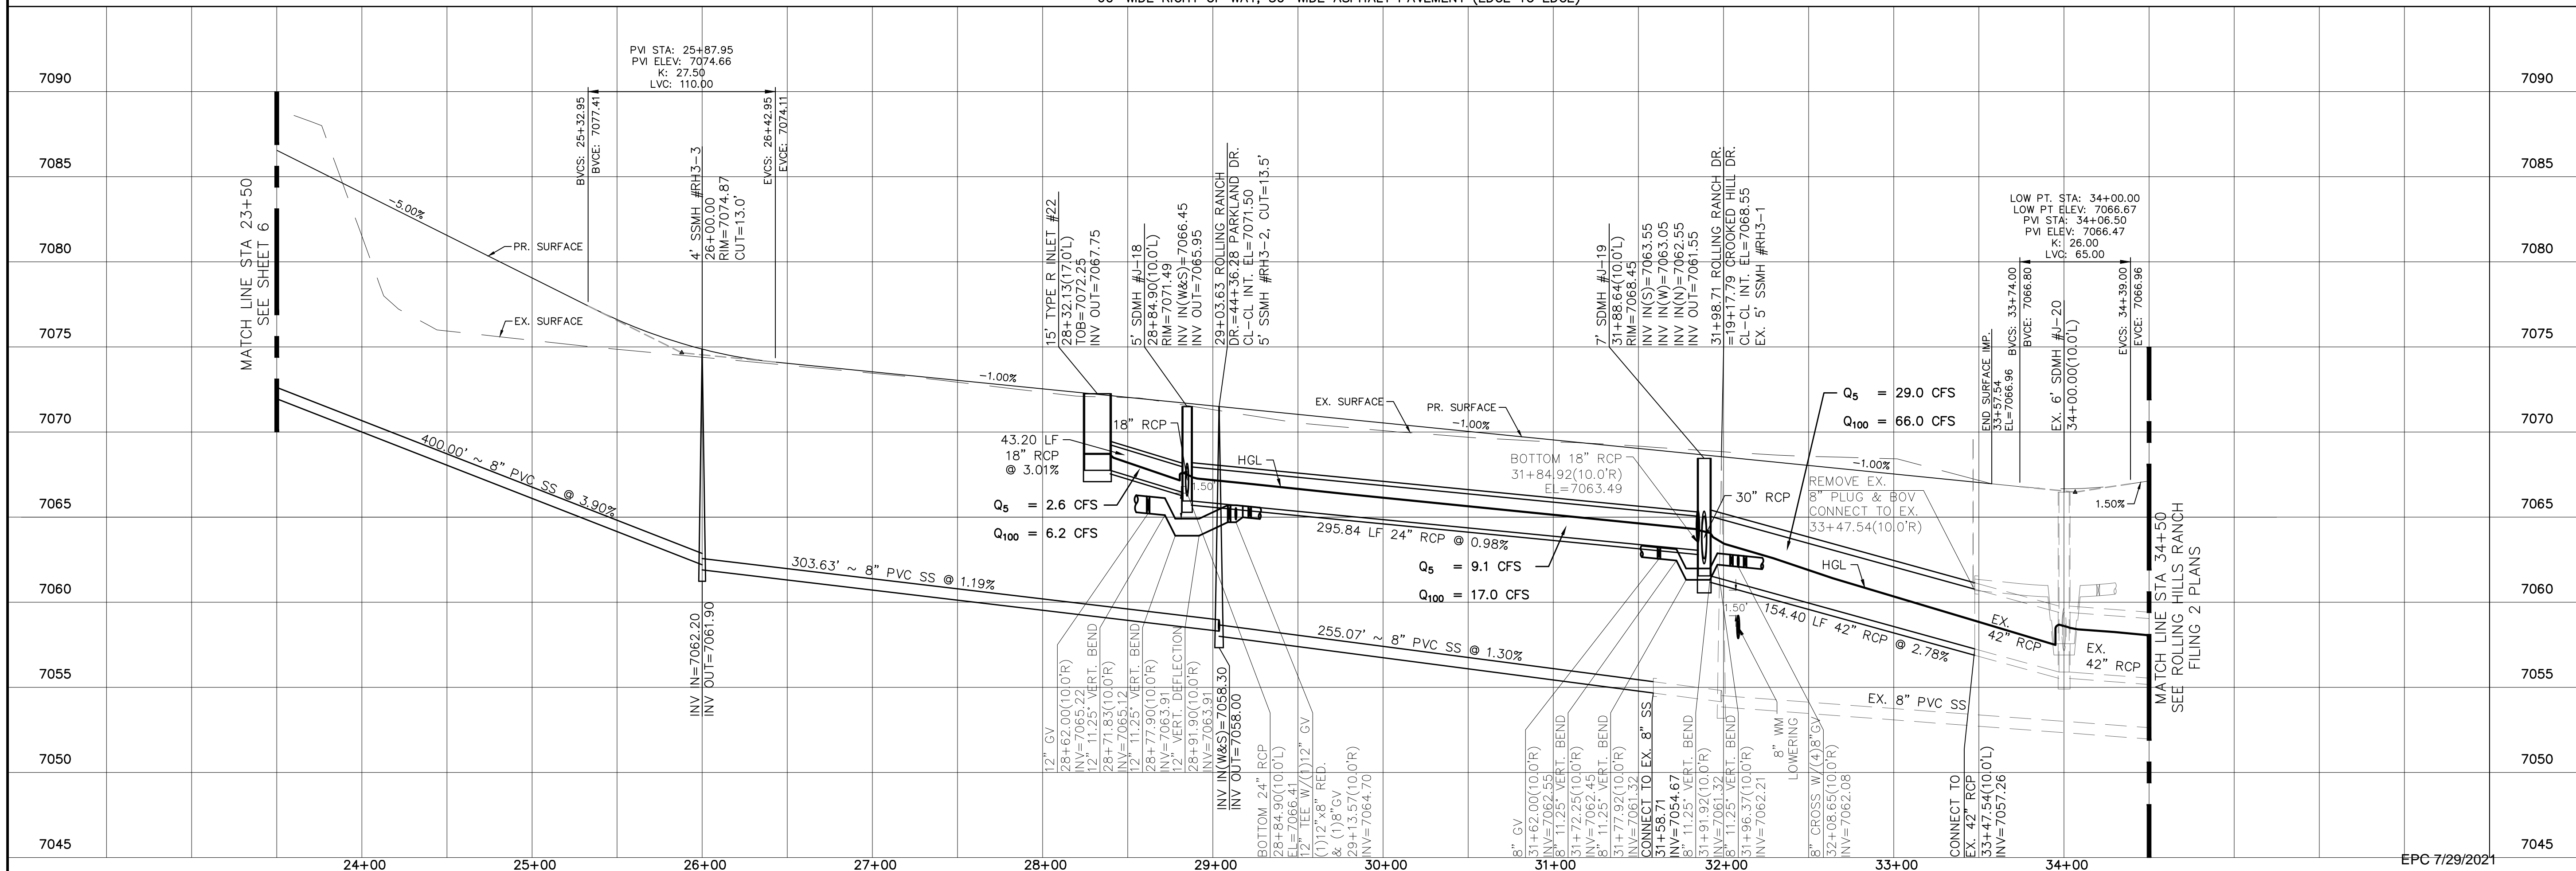 7090
7085
7080
7075
7070
7065
7060
7055
7050
7045
MATCH LINE STA 23+50
SEE SHEET 6
PVI STA: 25+87.95
PVI ELEV: 7074.66
K: 27.50
LVC: 110.00
BVCS: 25+32.95
BVCE: 7077.41
EVCS: 26+42.95
EVCE: 7074.11
-5.00%
PR. SURFACE
EX. SURFACE
4' SSMH #RH3-3
26+00.00
RIM=7074.87
CUT=13.0'
400.00' ~ 8" PVC SS @ 3.90%
INV IN=7062.20
INV OUT=7061.90
303.63' ~ 8" PVC SS @ 1.19%
-1.00%
15' TYPE R INLET #22
28+32.13(17.0'L)
TOB=7072.25
INV OUT=7067.75
5' SDMH #J-18
28+84.90(10.0'L)
RIM=7071.49
INV IN(W&S)=7066.45
INV OUT=7065.95
29+03.63 ROLLING RANCH
DR.=44+36.28 PARKLAND DR.
CL-CL INT. EL=7071.50
5' SSMH #RH3-2, CUT=13.5'
18" RCP
43.20 LF
18" RCP
@ 3.01%
Q5 = 2.6 CFS
Q100 = 6.2 CFS
1.50'
HGL
EX. SURFACE
PR. SURFACE
-1.00%
295.84 LF 24" RCP @ 0.98%
Q5 = 9.1 CFS
Q100 = 17.0 CFS
255.07' ~ 8" PVC SS @ 1.30%
12" GV
28+62.00(10.0'R)
INV=7065.22
12" 11.25° VERT. BEND
28+71.83(10.0'R)
INV=7065.12
12" 11.25° VERT. BEND
28+77.90(10.0'R)
INV=7063.91
12" VERT. DEFLECTION
28+91.90(10.0'R)
INV=7063.91
INV IN(W&S)=7058.30
INV OUT=7058.00
BOTTOM 24" RCP
28+84.90(10.0'L)
EL=7066.41
12" TEE W/(1)12" GV
(1)12"x8" RED.
& (1)8"GV
29+13.57(10.0'R)
INV=7064.70
7' SDMH #J-19
31+88.64(10.0'L)
RIM=7068.45
INV IN(S)=7063.55
INV IN(W)=7063.05
INV IN(N)=7062.55
INV OUT=7061.55
31+98.71 ROLLING RANCH DR.
=19+17.79 CROOKED HILL DR.
CL-CL INT. EL=7068.55
EX. 5' SSMH #RH3-1
BOTTOM 18" RCP
31+84.92(10.0'R)
EL=7063.49
30" RCP
Q5 = 29.0 CFS
Q100 = 66.0 CFS
-1.00%
REMOVE EX.
8" PLUG & BOV
CONNECT TO EX.
33+47.54(10.0'R)
HGL
1.50'
154.40 LF 42" RCP @ 2.78%
8" GV
31+62.00(10.0'R)
INV=7062.55
8" 11.25° VERT. BEND
31+72.25(10.0'R)
INV=7062.45
8" 11.25° VERT. BEND
31+77.92(10.0'R)
INV=7061.32
CONNECT TO EX. 8" SS
31+58.71
INV=7054.67
8" 11.25° VERT. BEND
31+91.92(10.0'R)
INV=7061.32
8" 11.25° VERT. BEND
31+96.37(10.0'R)
INV=7062.21
8" WM
LOWERING
8" CROSS W/(4)8"GV
32+08.65(10.0'R)
INV=7062.08
EX. 8" PVC SS
CONNECT TO
EX. 42" RCP
33+47.54(10.0'L)
INV=7057.26
EX.
42" RCP
EX.
42" RCP
END SURFACE IMP.
33+57.54
EL=7066.96
LOW PT. STA: 34+00.00
LOW PT ELEV: 7066.67
PVI STA: 34+06.50
PVI ELEV: 7066.47
K: 26.00
LVC: 65.00
BVCS: 33+74.00
BVCE: 7066.80
EX. 6' SDMH #J-20
34+00.00(10.0'L)
EVCS: 34+39.00
EVCE: 7066.96
1.50%
MATCH LINE STA 34+50
SEE ROLLING HILLS RANCH
FILING 2 PLANS
7090
7085
7080
7075
7070
7065
7060
7055
7050
7045
24+00
25+00
26+00
27+00
28+00
29+00
30+00
31+00
32+00
33+00
34+00
EPC 7/29/2021